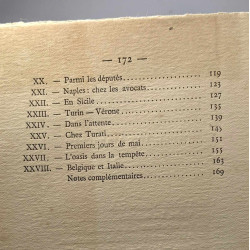 — 172 —
XX. — Parmi les députés........................ 119
XXI. — Naples : chez les avocats............ 123
XXII. — En Sicile.................................... 127
XXIII. — Turin — Vérone........................ 135
XXIV. — Dans l'attente........................... 139
XXV. — Chez Turati............................... 145
XXVI. — Premiers jours de mai............... 151
XXVII. — L'oasis dans la tempête............. 155
XXVIII. — Belgique et Italie..................... 163
Notes complémentaires............ 169